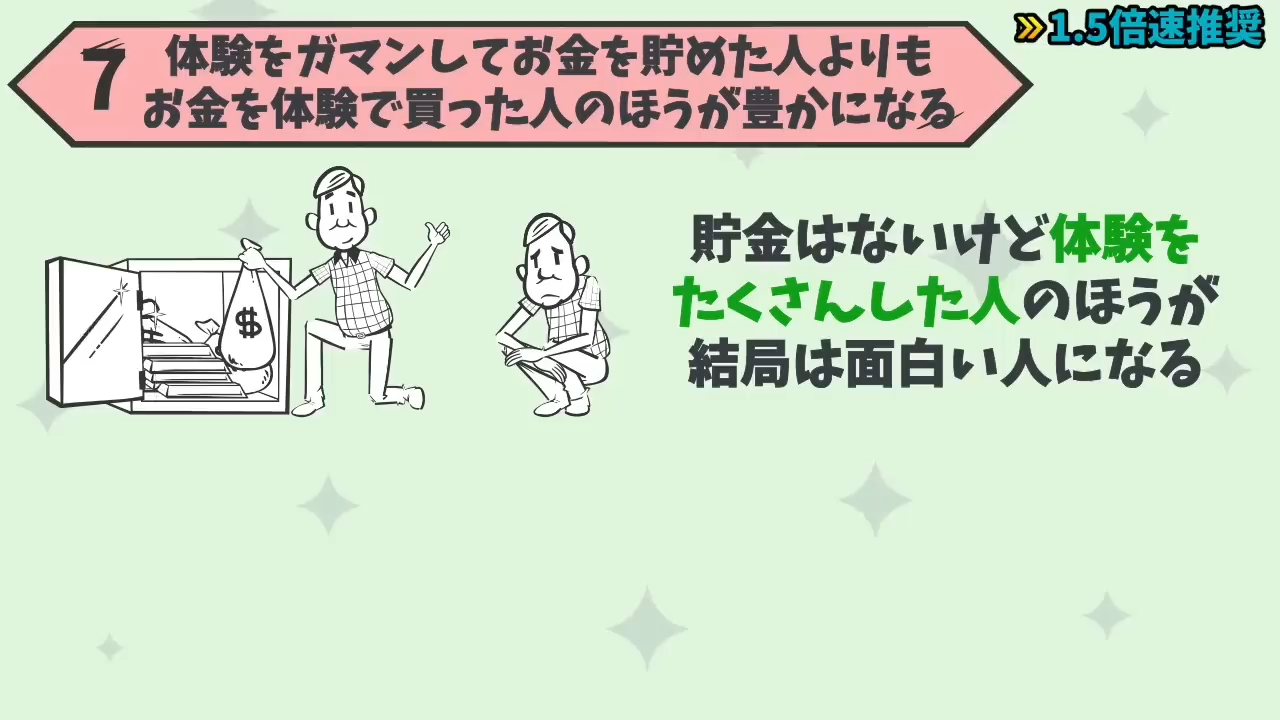 1.5倍速推奨
7
体験をガマンしてお金を貯めた人よりも
お金を体験で買った人のほうが豊かになる
貯金はないけど体験を
たくさんした人のほうが
結局は面白い人になる
$